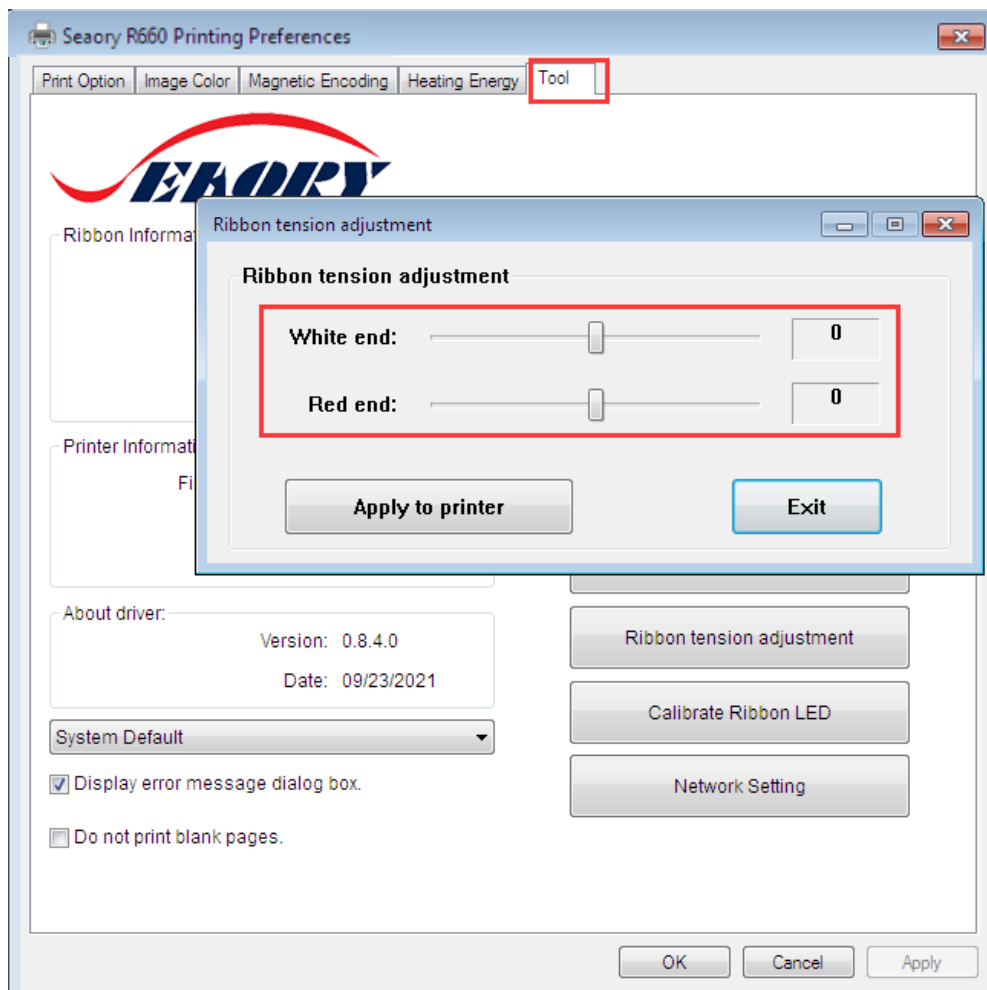 Seaory R660 Printing Preferences
Print Option Image Color Magnetic Encoding Heating Energy Tool
SEAORY
Ribbon tension adjustment
Ribbon
Ribbon tension adjustment
White end: 0
Red end: 0
Printer
Apply to printer Exit
About driver:
Version: 0.8.4.0
Ribbon tension adjustment
Date: 09/23/2021
Calibrate Ribbon LED
System Default
Display error message dialog box.
Network Setting
Do not print blank pages.
OK Cancel Apply